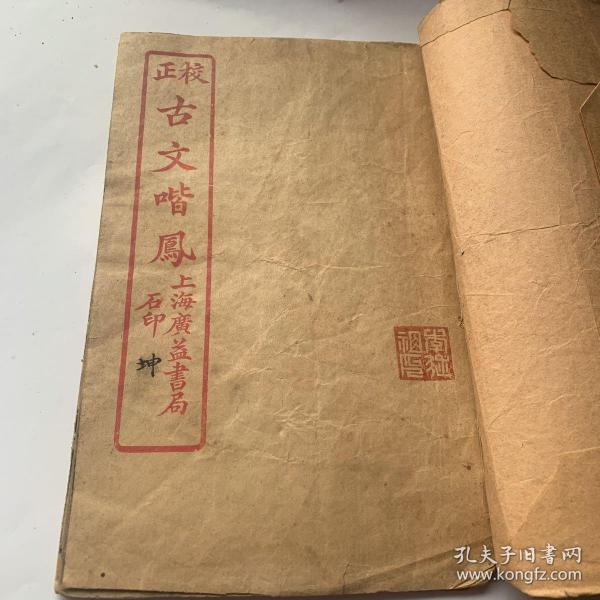 校正
古文喈鳳
上海廣益書局
石印
坤
孔夫子旧书网
www.kongfz.com